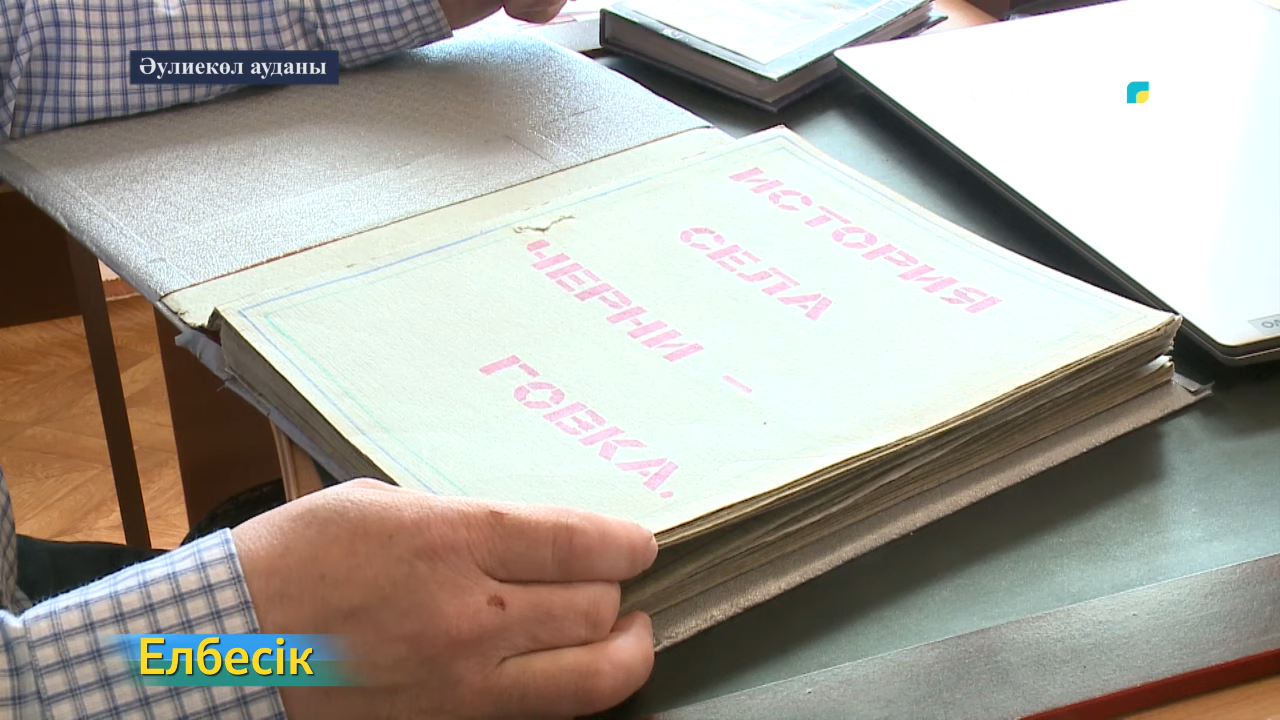 Әулиекөл ауданы
ИСТОРИЯ
СЕЛА
ЧЕРНИ –
ГОВКА.
Елбесік